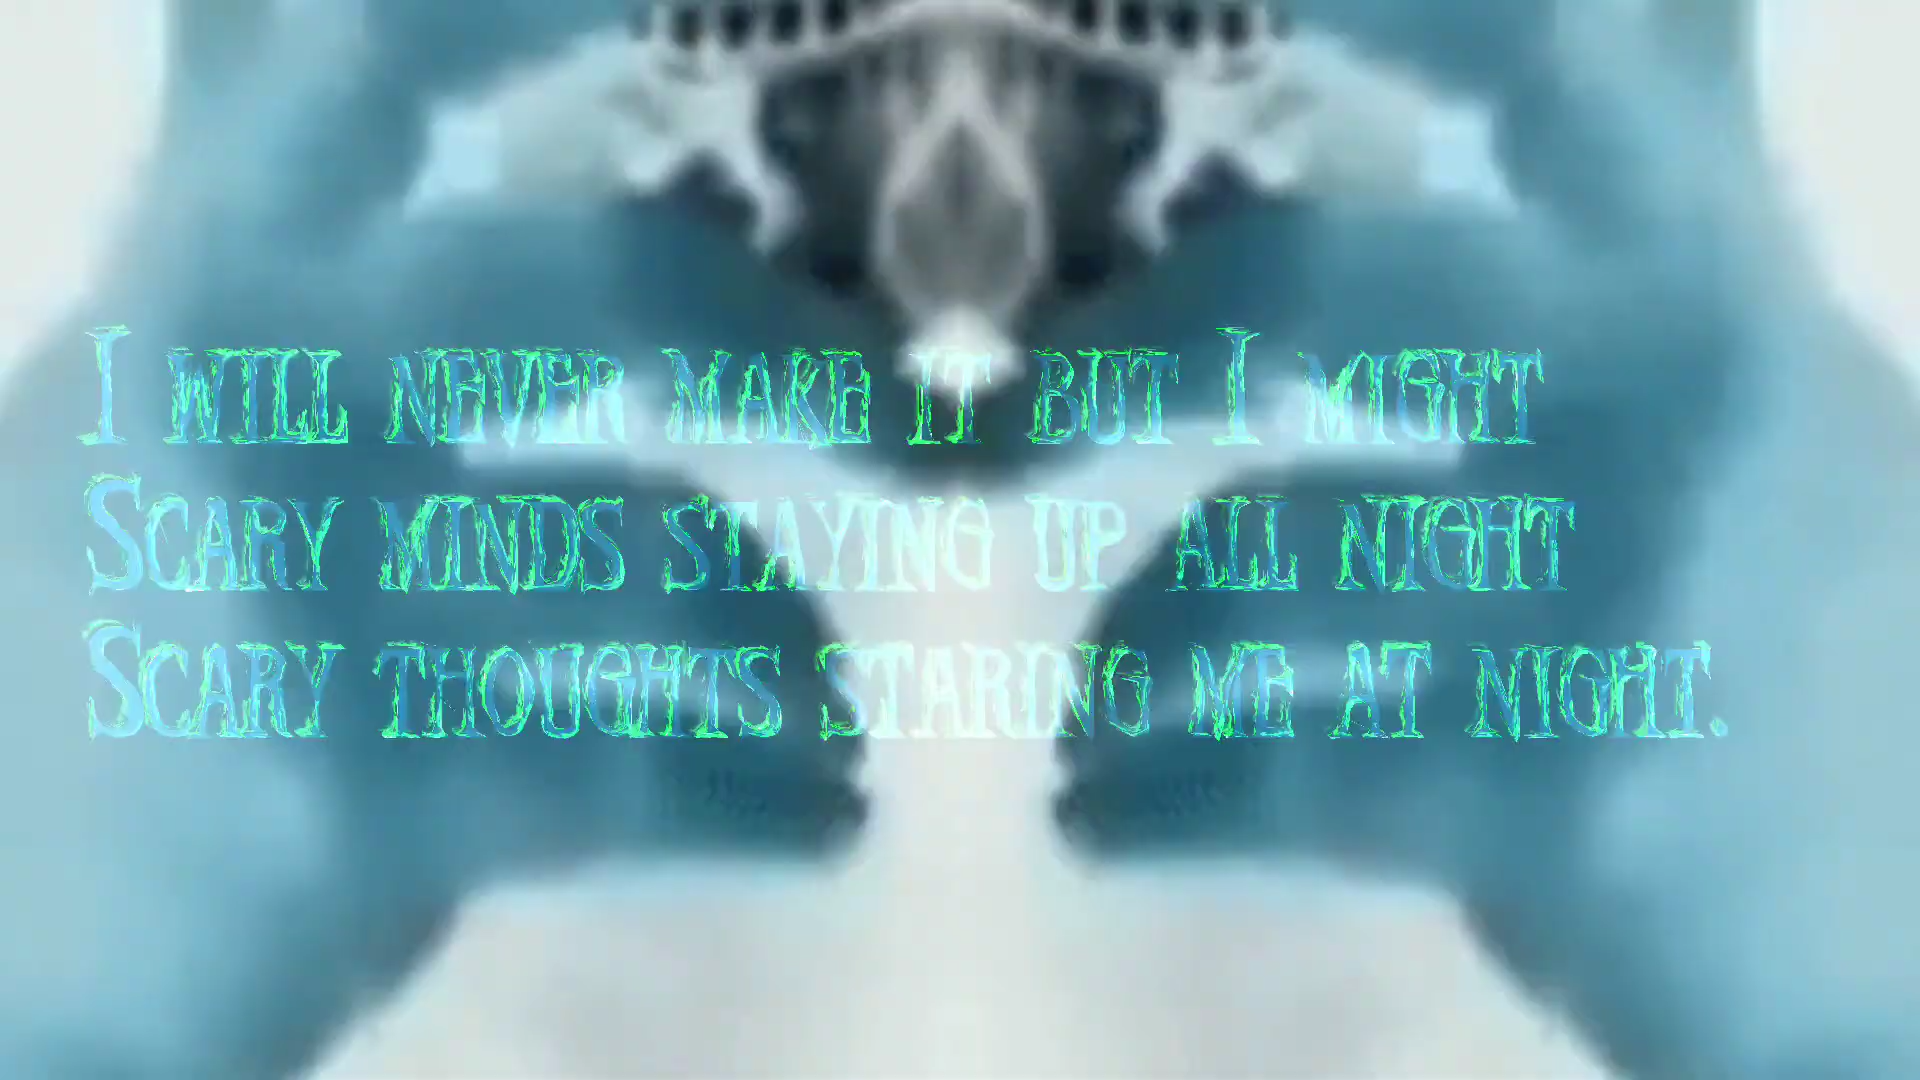 I will never make it but I might
Scary minds staying up all night
Scary thoughts staring me at night.